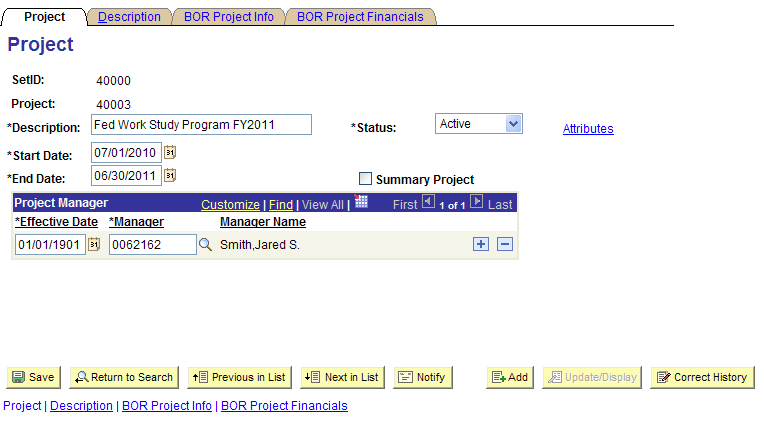 Project Description BOR Project Info BOR Project Financials
Project
SetID: 40000
Project: 40003
*Description: Fed Work Study Program FY2011 *Status: Active Attributes
*Start Date: 07/01/2010 31
*End Date: 06/30/2011 31 Summary Project
Project Manager Customize | Find | View All | First 1 of 1 Last
*Effective Date *Manager Manager Name
01/01/1901 31 0062162 Smith,Jared S.
Save Return to Search Previous in List Next in List Notify Add Update/Display Correct History
Project | Description | BOR Project Info | BOR Project Financials